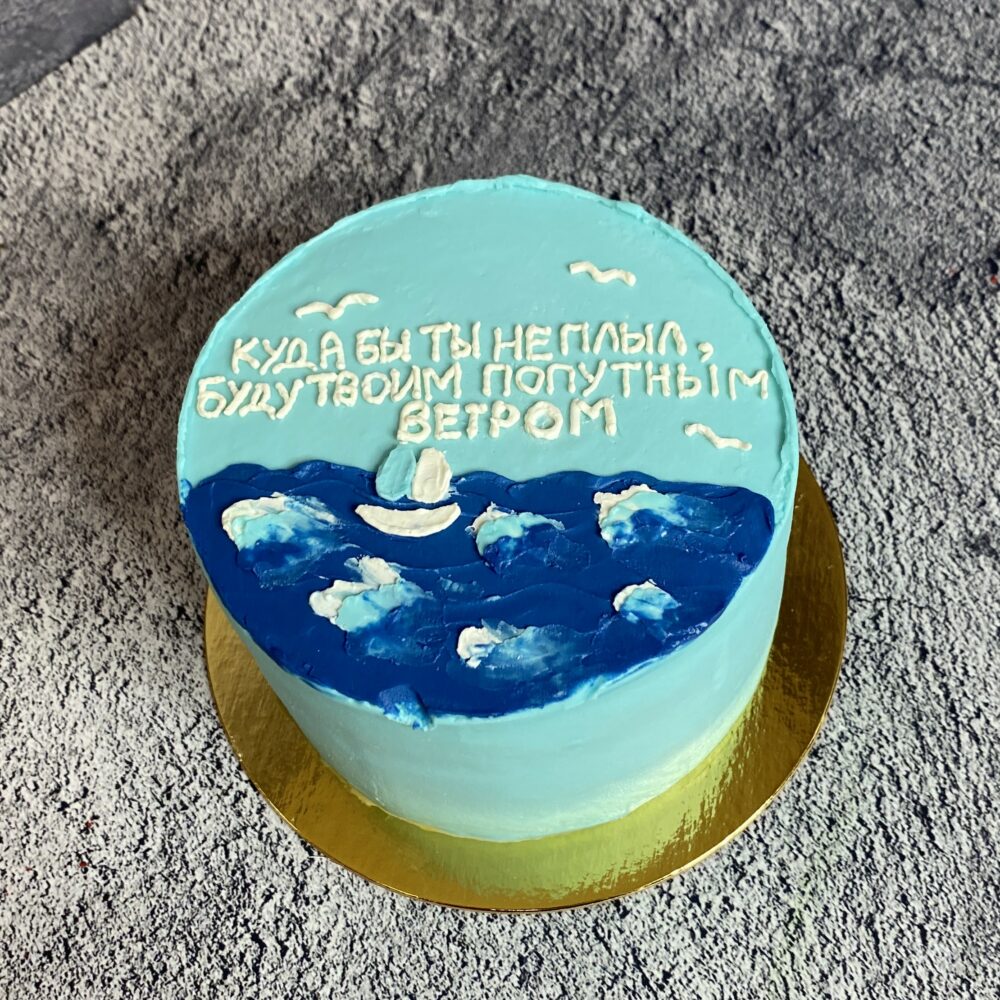 КУДА БЫ ТЫ НЕ ПЛЫЛ,
БУДУ ТВОИМ ПОПУТНЫМ
ВЕТРОМ